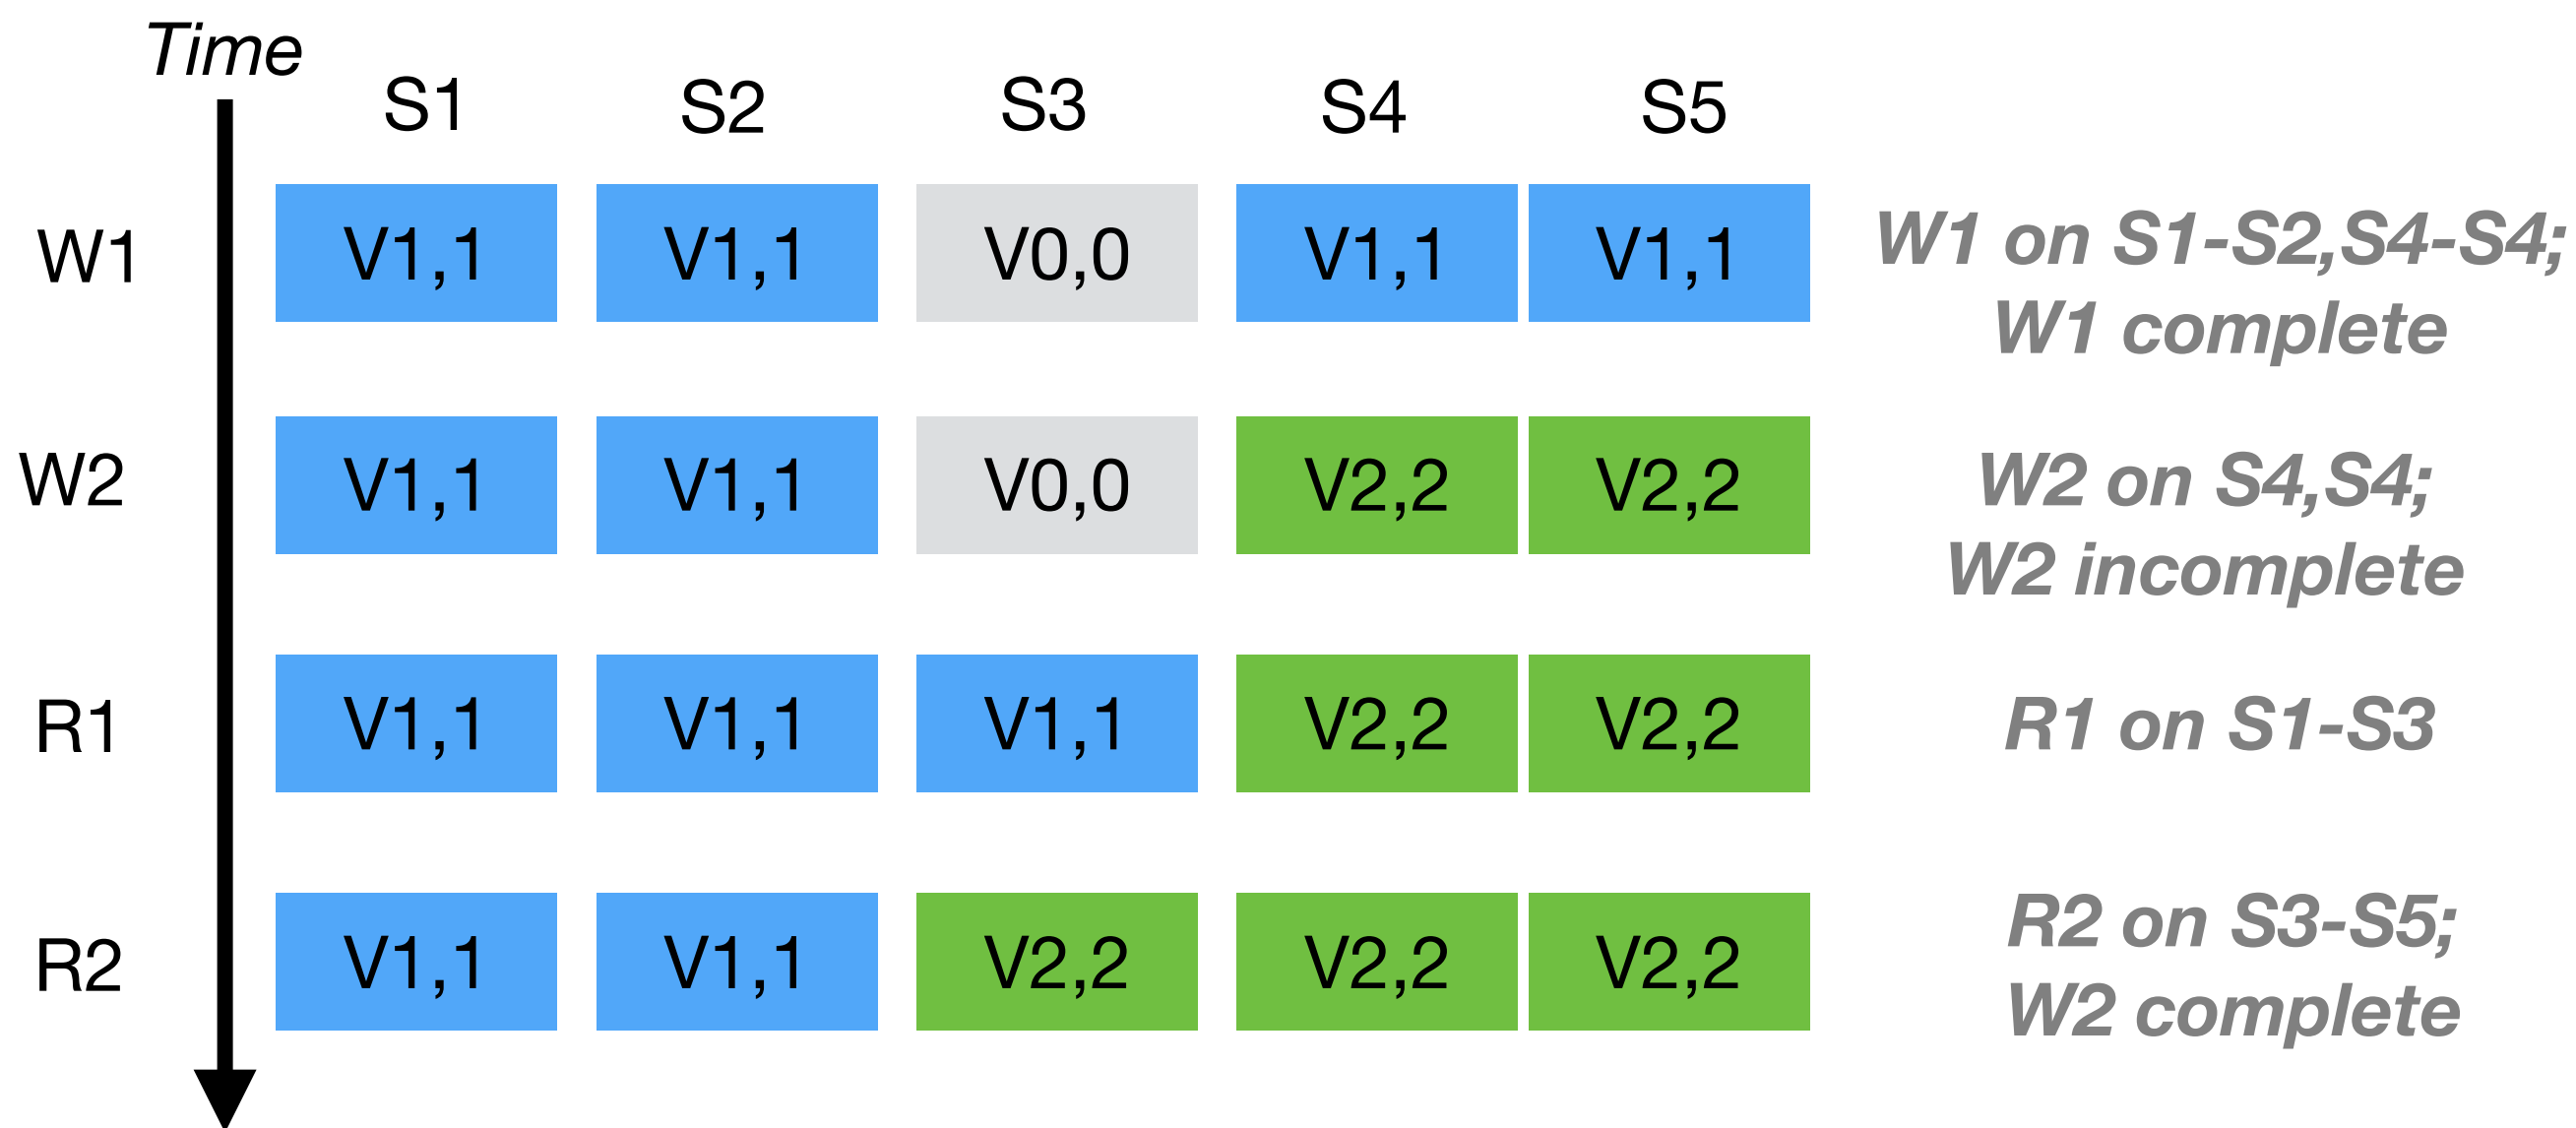 Time
S1 S2 S3 S4 S5
W1 V1,1 V1,1 V0,0 V1,1 V1,1 W1 on S1-S2,S4-S4;
W1 complete
W2 V1,1 V1,1 V0,0 V2,2 V2,2 W2 on S4,S4;
W2 incomplete
R1 V1,1 V1,1 V1,1 V2,2 V2,2 R1 on S1-S3
R2 V1,1 V1,1 V2,2 V2,2 V2,2 R2 on S3-S5;
W2 complete